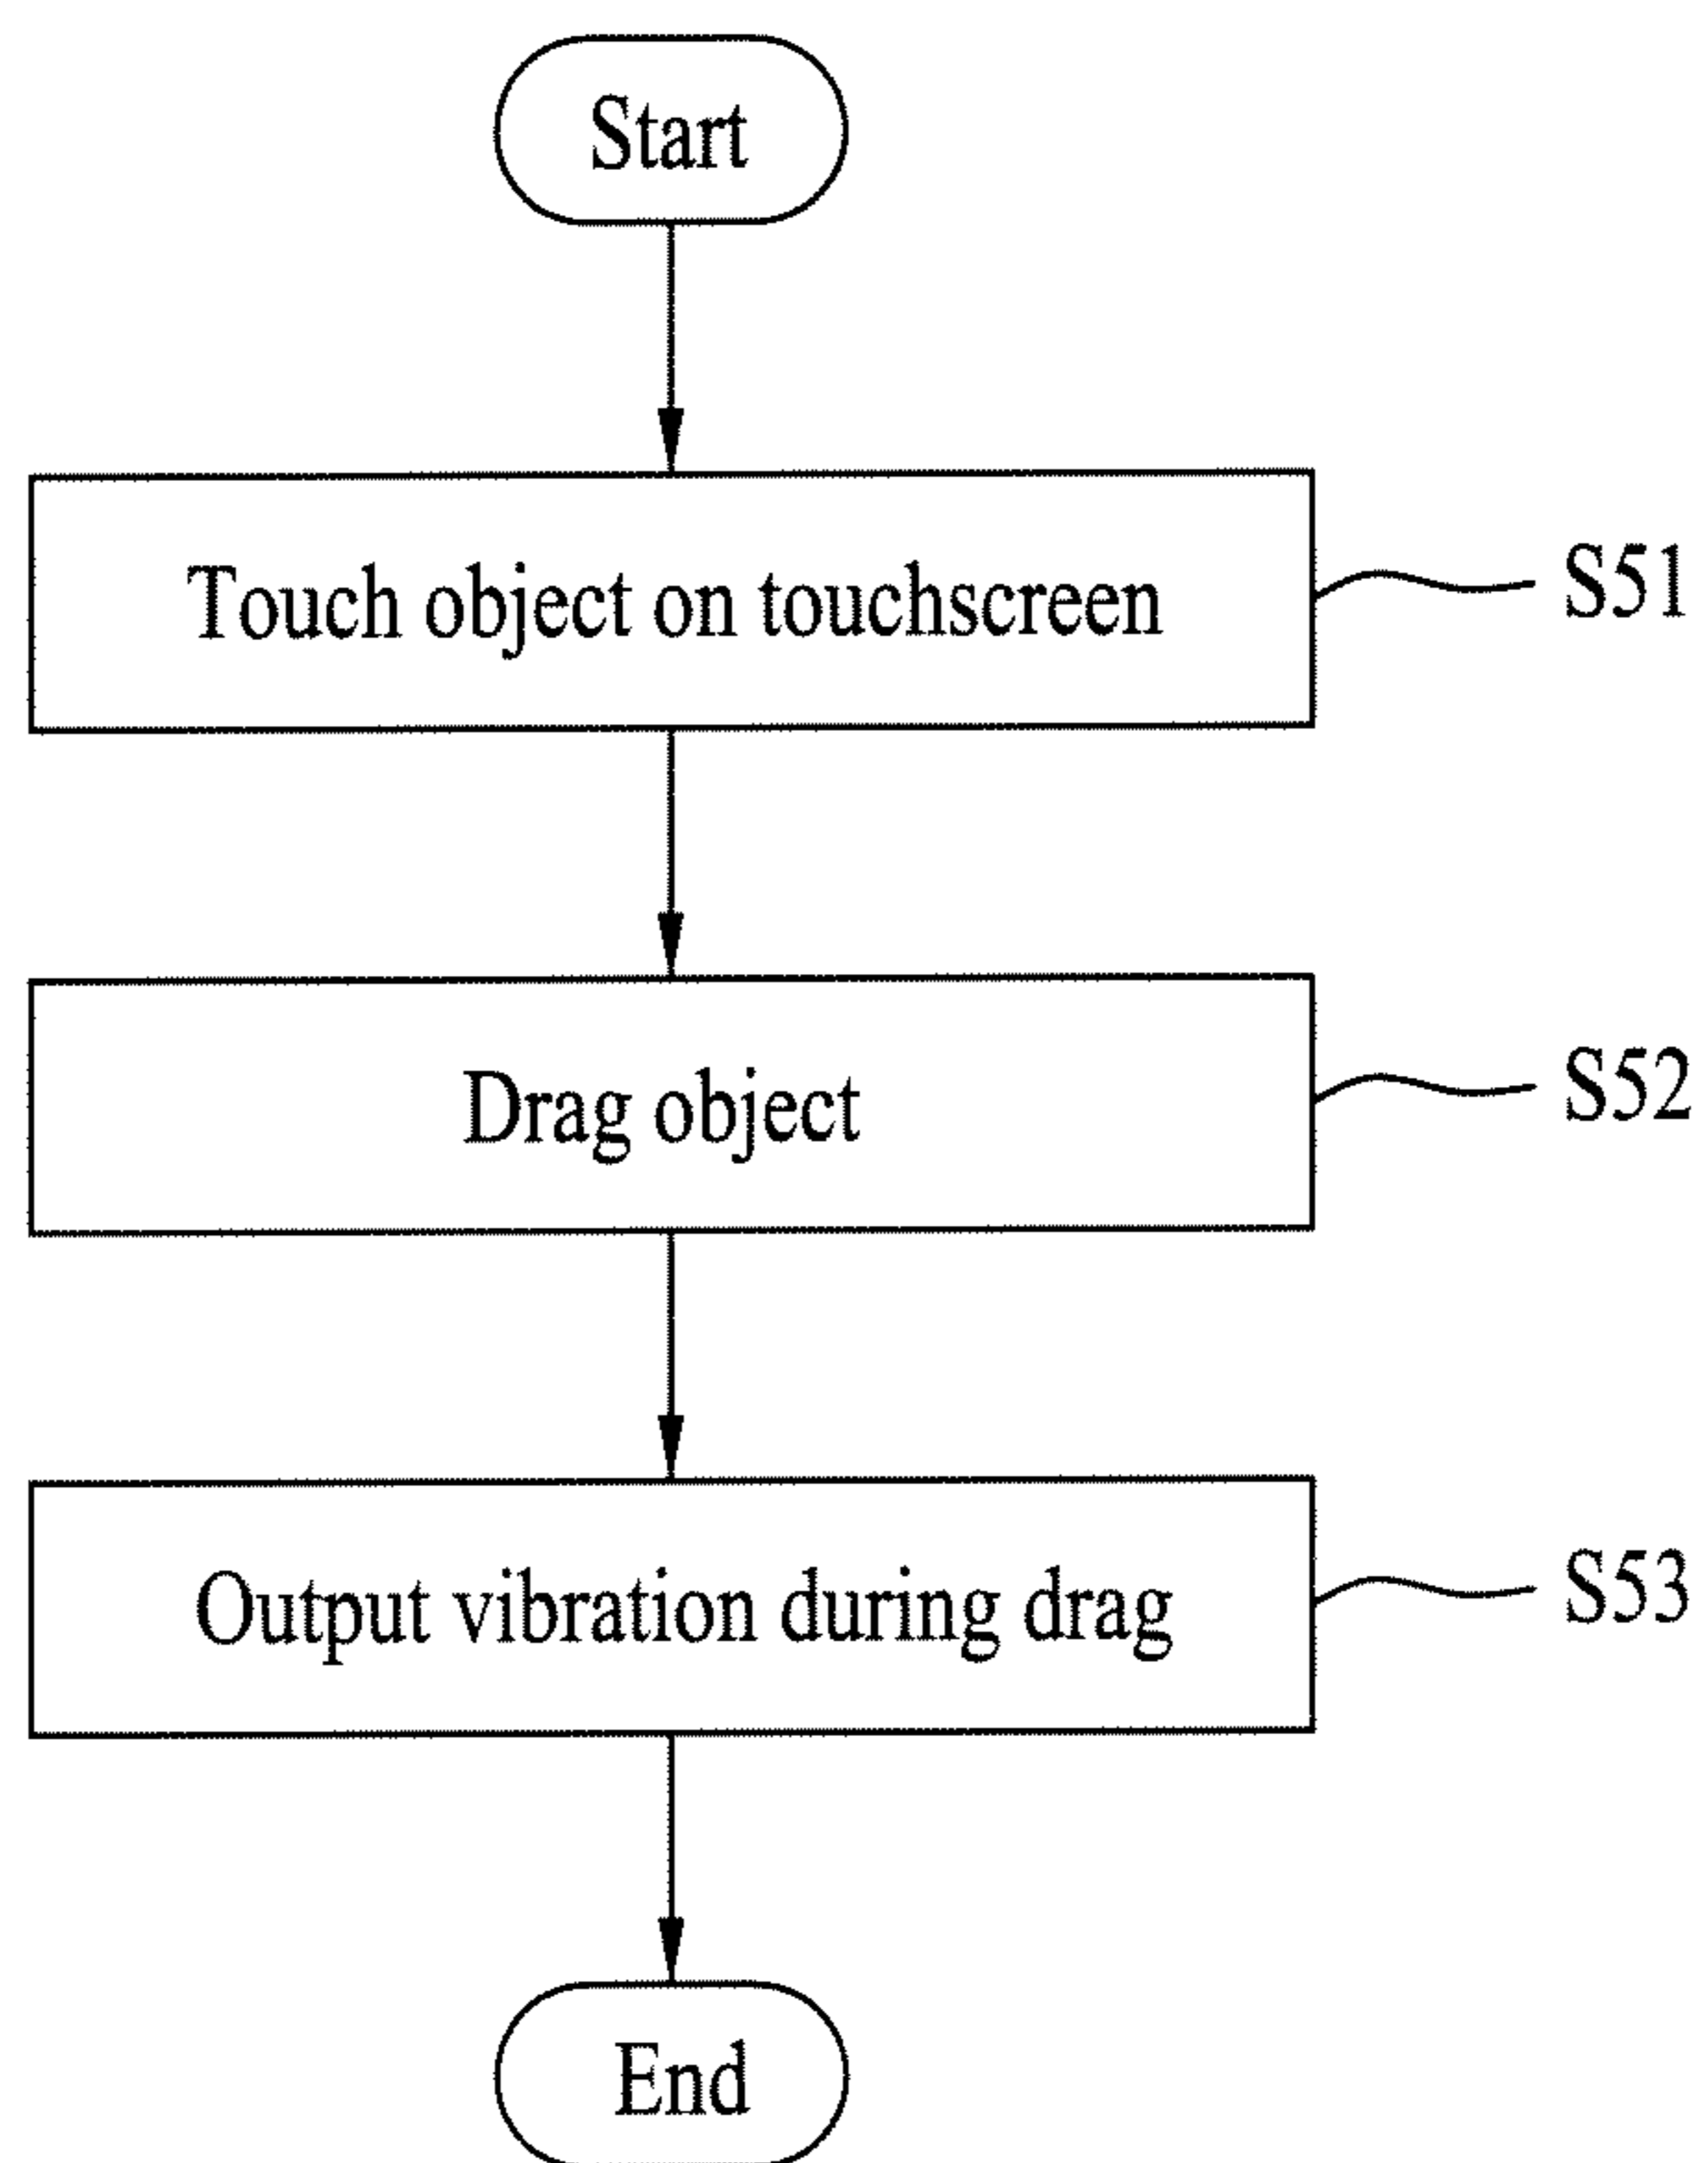 Start
Touch object on touchscreen
S51
Drag object
S52
Output vibration during drag
S53
End